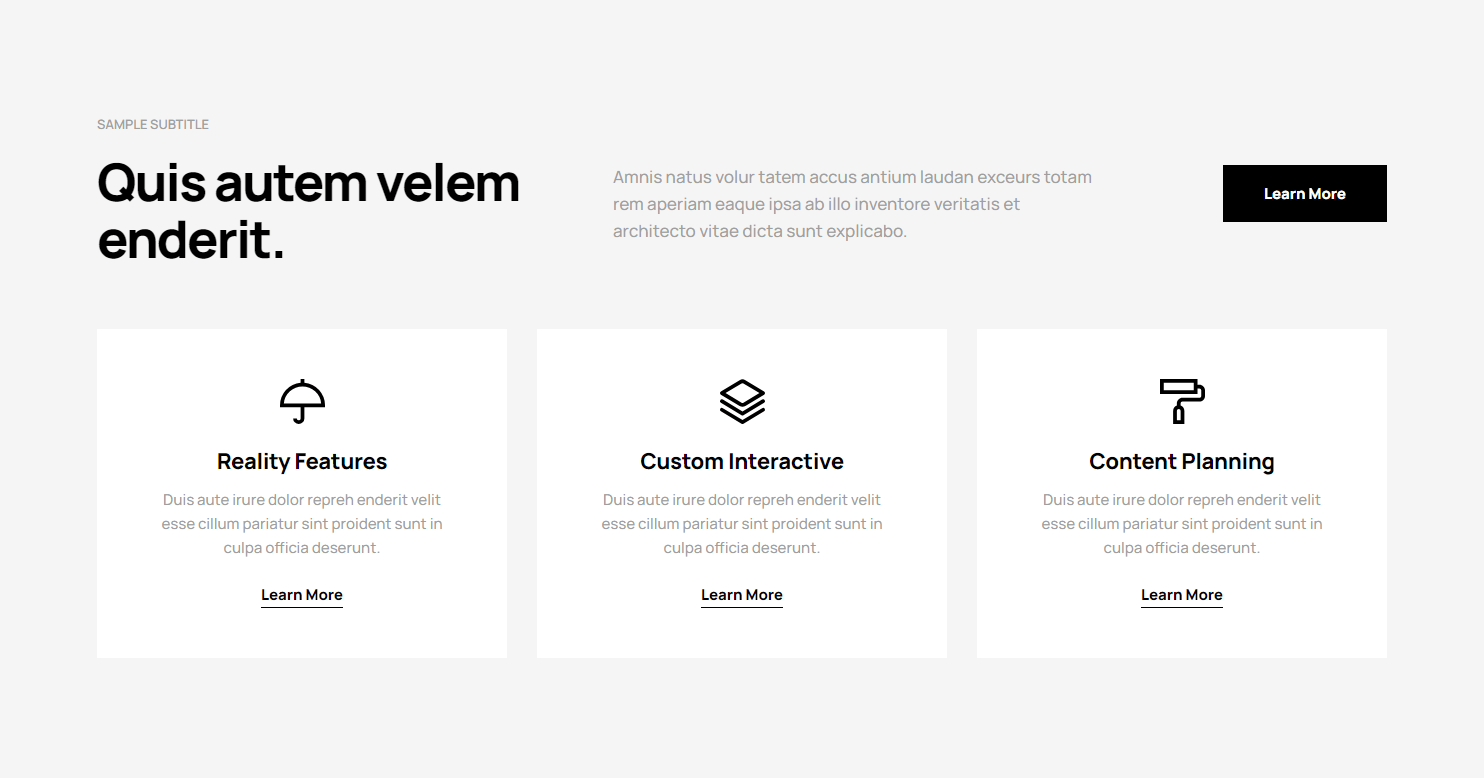 SAMPLE SUBTITLE
Quis autem velem
enderit.
Amnis natus volur tatem accus antium laudan exceurs totam
rem aperiam eaque ipsa ab illo inventore veritatis et
architecto vitae dicta sunt explicabo.
Learn More
Reality Features
Duis aute irure dolor repreh enderit velit
esse cillum pariatur sint proident sunt in
culpa officia deserunt.
Learn More
Custom Interactive
Duis aute irure dolor repreh enderit velit
esse cillum pariatur sint proident sunt in
culpa officia deserunt.
Learn More
Content Planning
Duis aute irure dolor repreh enderit velit
esse cillum pariatur sint proident sunt in
culpa officia deserunt.
Learn More